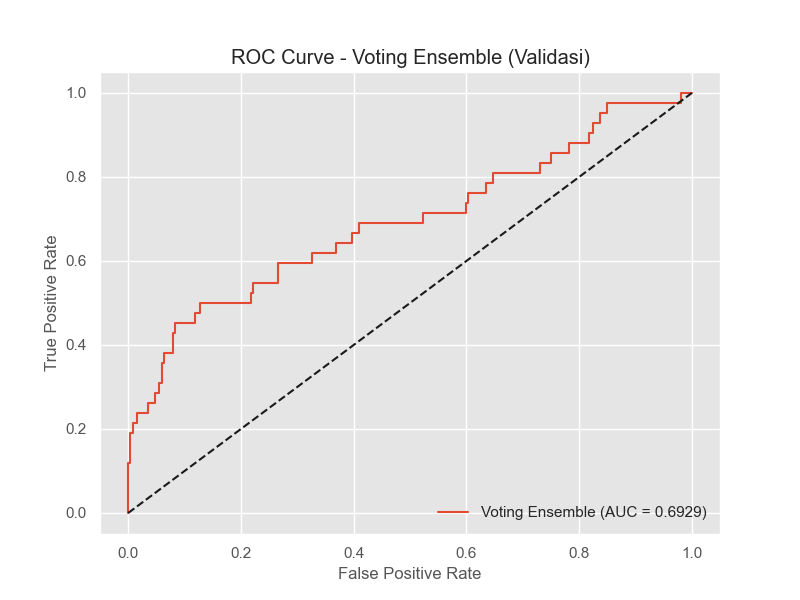 ROC Curve - Voting Ensemble (Validasi)
True Positive Rate
1.0
0.8
0.6
0.4
0.2
0.0
Voting Ensemble (AUC = 0.6929)
0.0 0.2 0.4 0.6 0.8 1.0
False Positive Rate